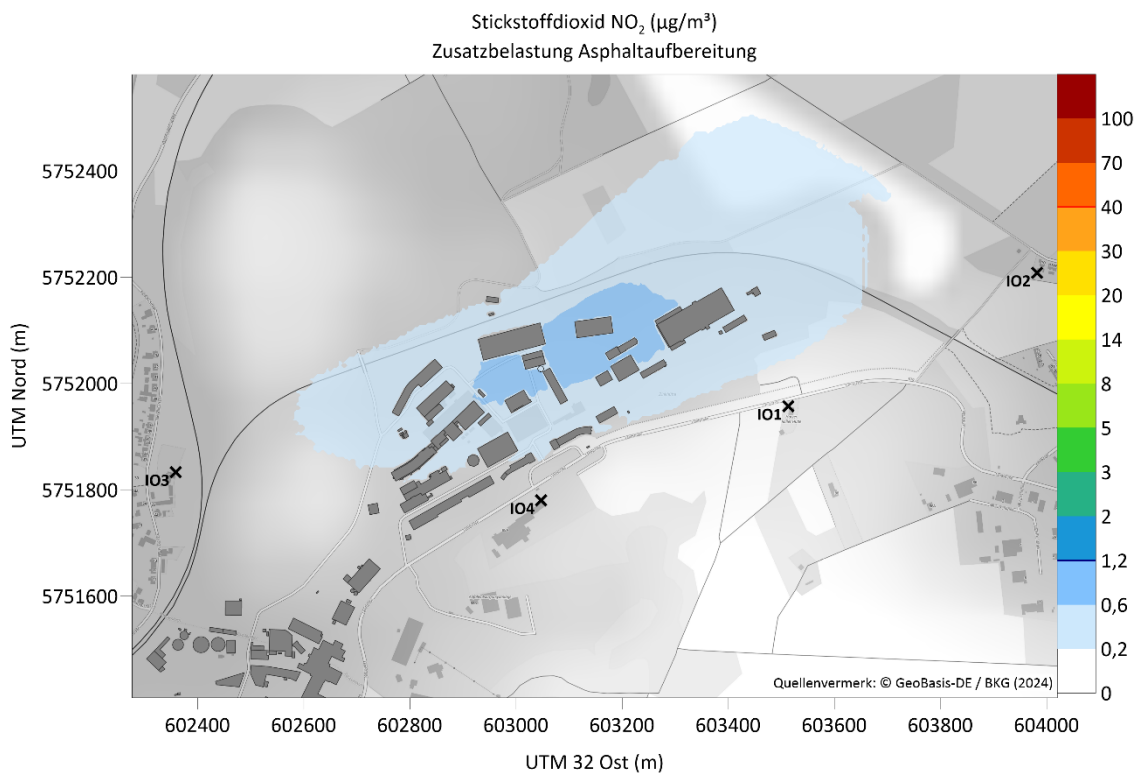 Stickstoffdioxid NO₂ (µg/m³)
Zusatzbelastung Asphaltaufbereitung
UTM Nord (m)
5752400
5752200
5752000
5751800
5751600
IO2
IO1
IO3
IO4
100
70
40
30
20
14
8
5
3
2
1,2
0,6
0,2
0
Quellenvermerk: © GeoBasis-DE / BKG (2024)
602400 602600 602800 603000 603200 603400 603600 603800 604000
UTM 32 Ost (m)